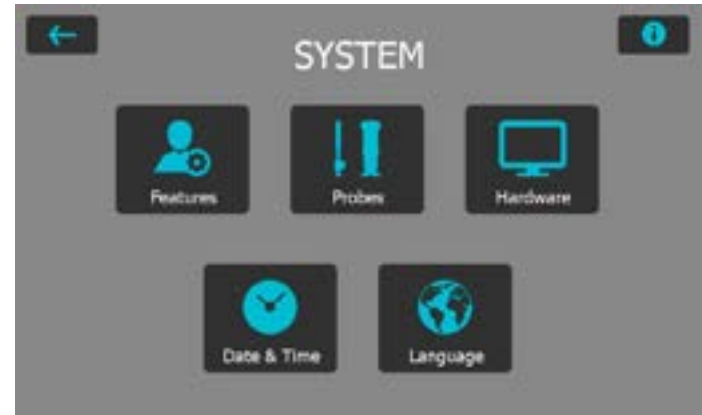 SYSTEM
Features
Probes
Hardware
Date & Time
Language